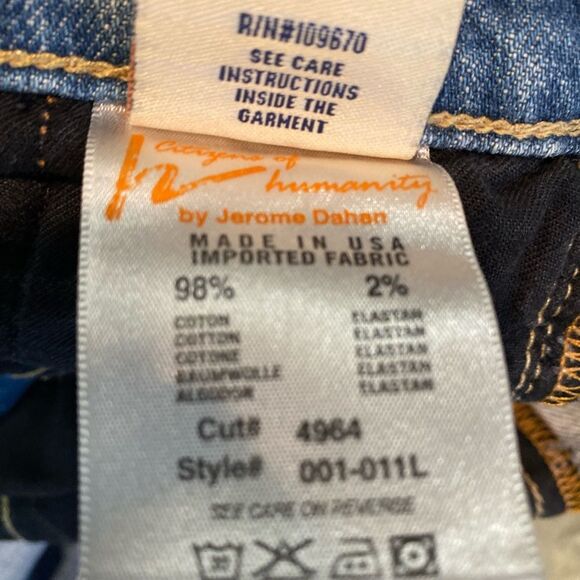 R/N#109670
SEE CARE
INSTRUCTIONS
INSIDE THE
GARMENT
Citizens of
humanity
by Jerome Dahan
MADE IN USA
IMPORTED FABRIC
98% 2%
COTON ELASTAN
COTTON ELASTAN
COTONE ELASTAN
BAUMWOLLE ELASTAN
ALGODOR ELASTAN
Cut# 4964
Style# 001-011L
SEE CARE ON REVERSE
30